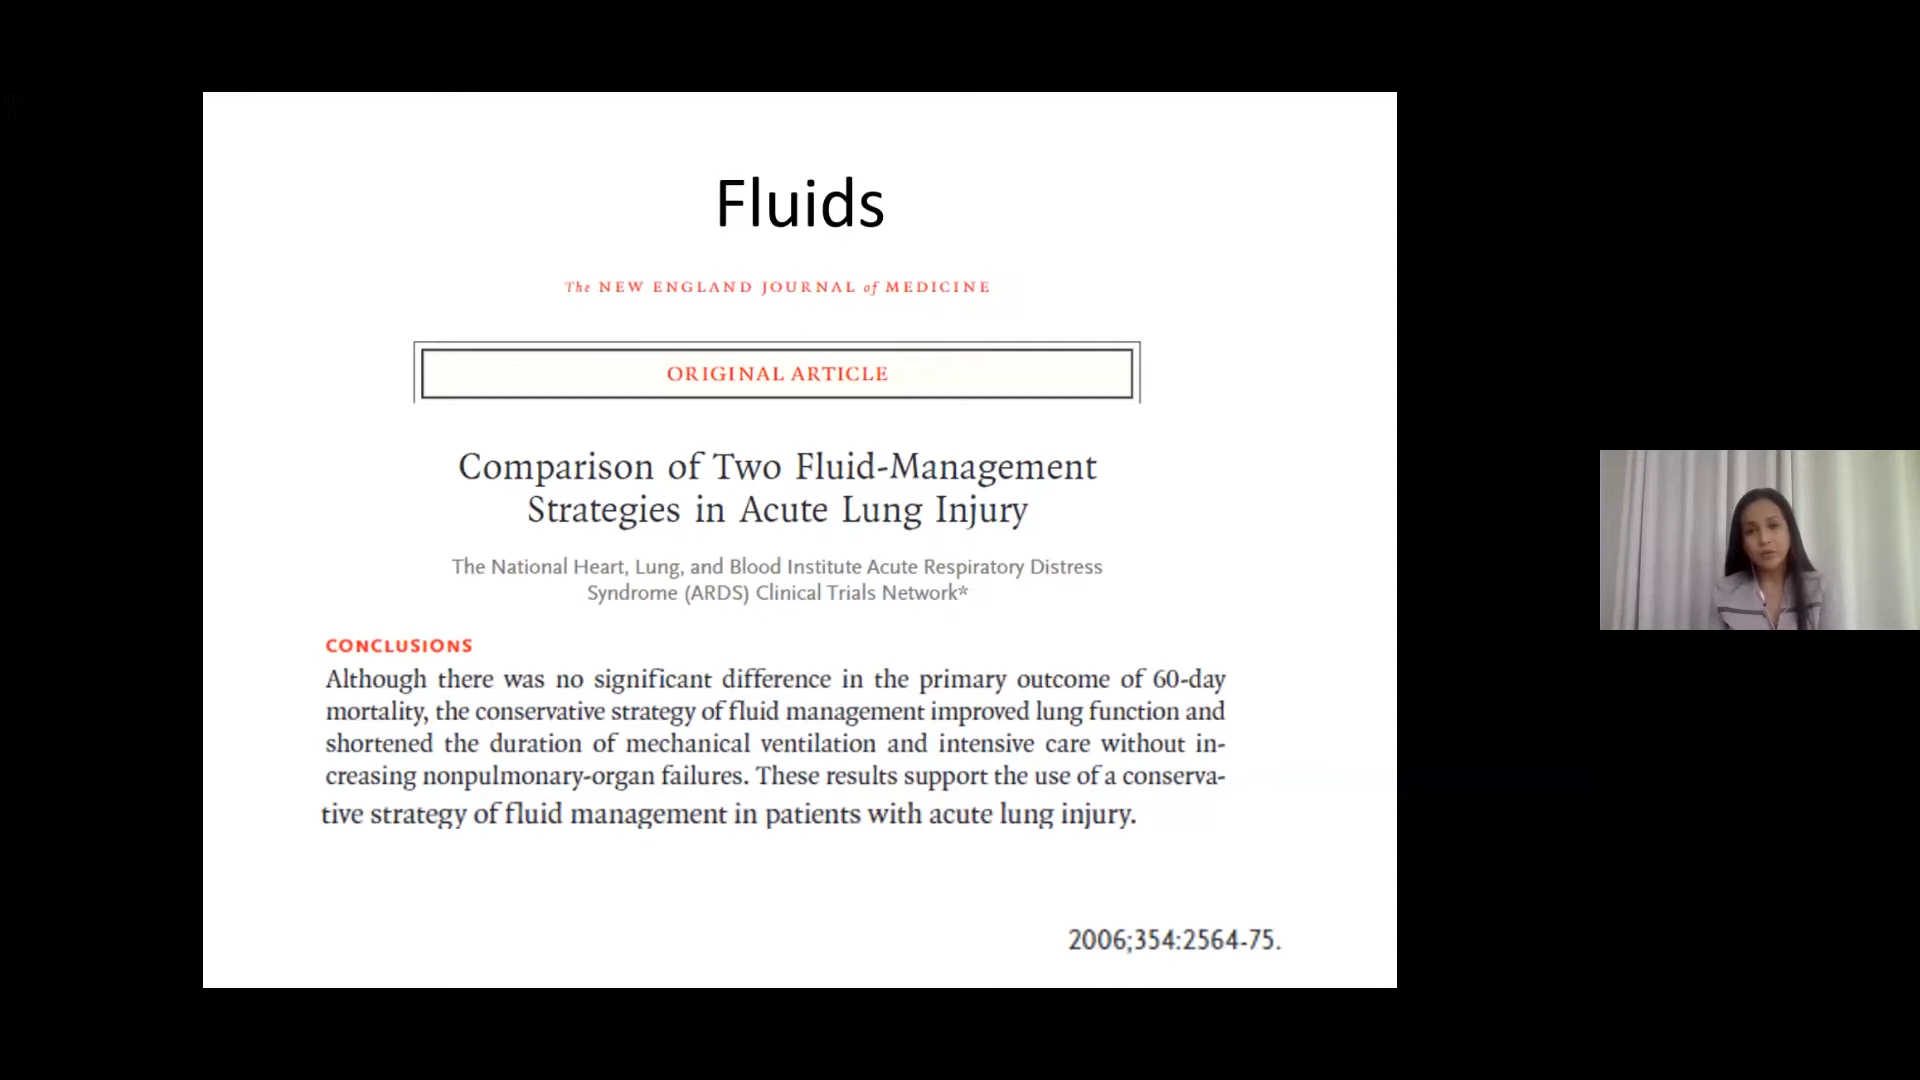 Fluids
The NEW ENGLAND JOURNAL of MEDICINE
ORIGINAL ARTICLE
Comparison of Two Fluid-Management
Strategies in Acute Lung Injury
The National Heart, Lung, and Blood Institute Acute Respiratory Distress
Syndrome (ARDS) Clinical Trials Network*
CONCLUSIONS
Although there was no significant difference in the primary outcome of 60-day
mortality, the conservative strategy of fluid management improved lung function and
shortened the duration of mechanical ventilation and intensive care without in-
creasing nonpulmonary-organ failures. These results support the use of a conserva-
tive strategy of fluid management in patients with acute lung injury.
2006;354:2564-75.